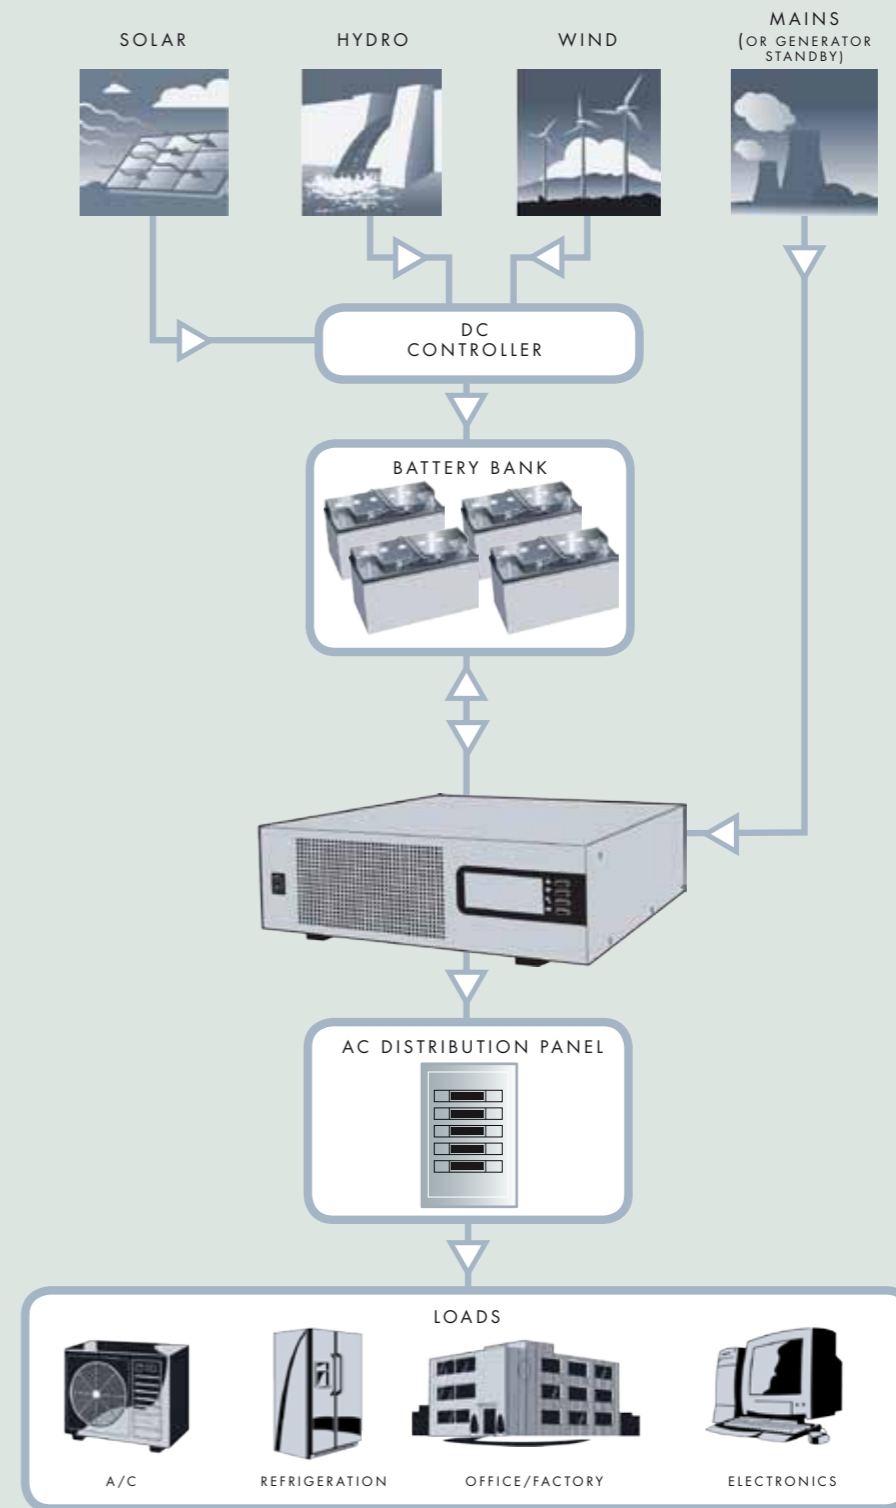 SOLAR
HYDRO
WIND
MAINS
(OR GENERATOR
STANDBY)
DC
CONTROLLER
BATTERY BANK
AC DISTRIBUTION PANEL
LOADS
A/C
REFRIGERATION
OFFICE/FACTORY
ELECTRONICS